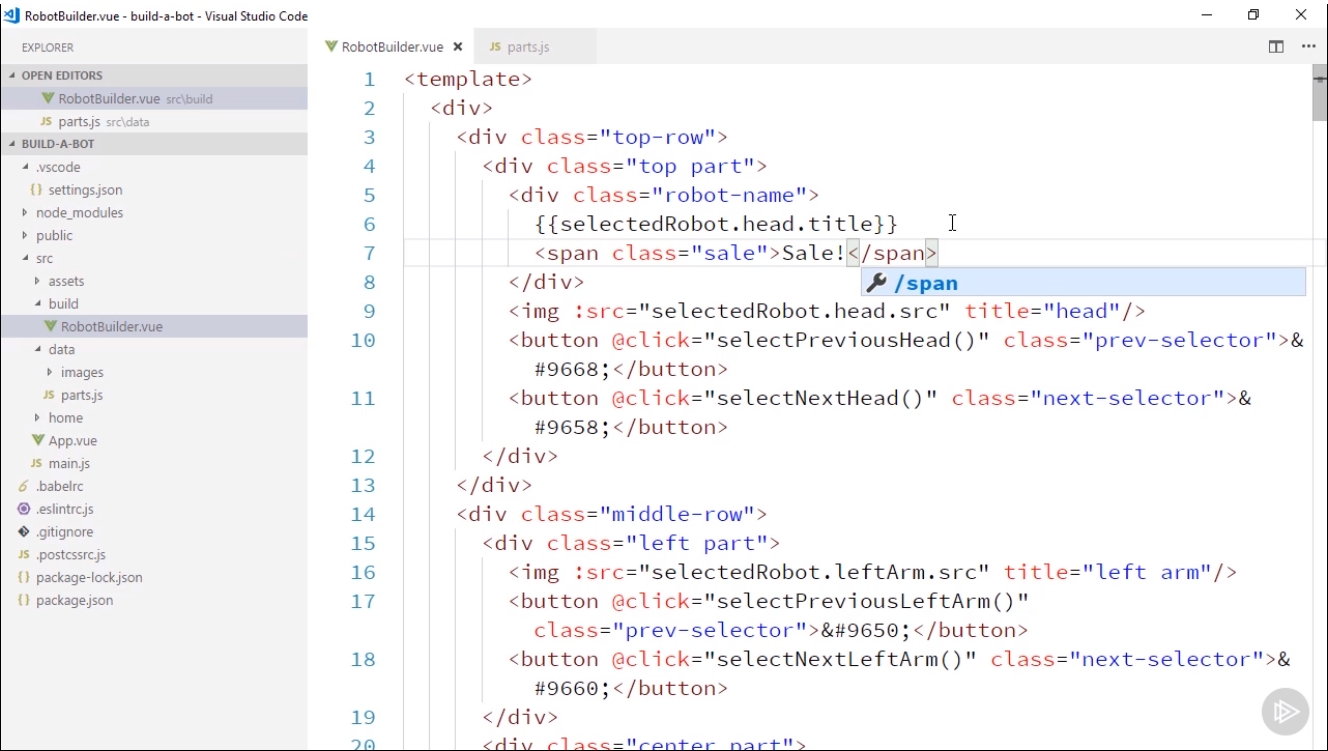 RobotBuilder.vue - build-a-bot - Visual Studio Code
EXPLORER
OPEN EDITORS
RobotBuilder.vue src\build
JS parts.js src\data
BUILD-A-BOT
.vscode
{} settings.json
node_modules
public
src
assets
build
RobotBuilder.vue
data
images
JS parts.js
home
App.vue
JS main.js
.babelrc
.eslintrc.js
.gitignore
JS .postcssrc.js
{} package-lock.json
{} package.json
RobotBuilder.vue
JS parts.js
1 <template>
2 <div>
3 <div class="top-row">
4 <div class="top part">
5 <div class="robot-name">
6 {{selectedRobot.head.title}}
7 <span class="sale">Sale!</span>
/span
8 </div>
9 <img :src="selectedRobot.head.src" title="head"/>
10 <button @click="selectPreviousHead()" class="prev-selector">&
#9668;</button>
11 <button @click="selectNextHead()" class="next-selector">&
#9658;</button>
12 </div>
13 </div>
14 <div class="middle-row">
15 <div class="left part">
16 <img :src="selectedRobot.leftArm.src" title="left arm"/>
17 <button @click="selectPreviousLeftArm()"
class="prev-selector">&#9650;</button>
18 <button @click="selectNextLeftArm()" class="next-selector">&
#9660;</button>
19 </div>
20 <div class="center part">